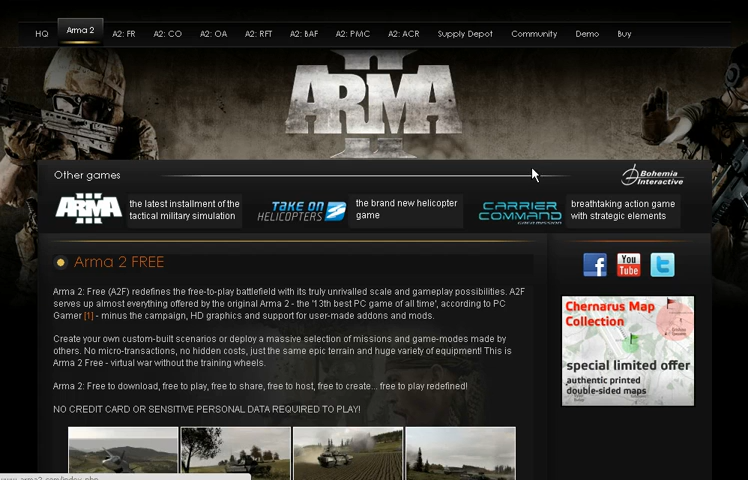 HQ Arma 2 A2: FR A2: CO A2: OA A2: RFT A2: BAF A2: PMC A2: ACR Supply Depot Community Demo Buy
ARMA
II
Other games
Bohemia
Interactive
ARMA III
the latest installment of the
tactical military simulation
TAKE ON
HELICOPTERS
the brand new helicopter
game
CARRIER
COMMAND
GAEA MISSION
breathtaking action game
with strategic elements
Arma 2 FREE
Arma 2: Free (A2F) redefines the free-to-play battlefield with its truly unrivalled scale and gameplay possibilities. A2F
serves up almost everything offered by the original Arma 2 - the '13th best PC game of all time', according to PC
Gamer [1] - minus the campaign, HD graphics and support for user-made addons and mods.
Create your own custom-built scenarios or deploy a massive selection of missions and game-modes made by
others. No micro-transactions, no hidden costs, just the same epic terrain and huge variety of equipment! This is
Arma 2 Free - virtual war without the training wheels.
Arma 2: Free to download, free to play, free to share, free to host, free to create... free to play redefined!
NO CREDIT CARD OR SENSITIVE PERSONAL DATA REQUIRED TO PLAY!
f You Tube t
Chernarus Map
Collection
special limited offer
authentic printed
double-sided maps
www.arma2.com/index.php